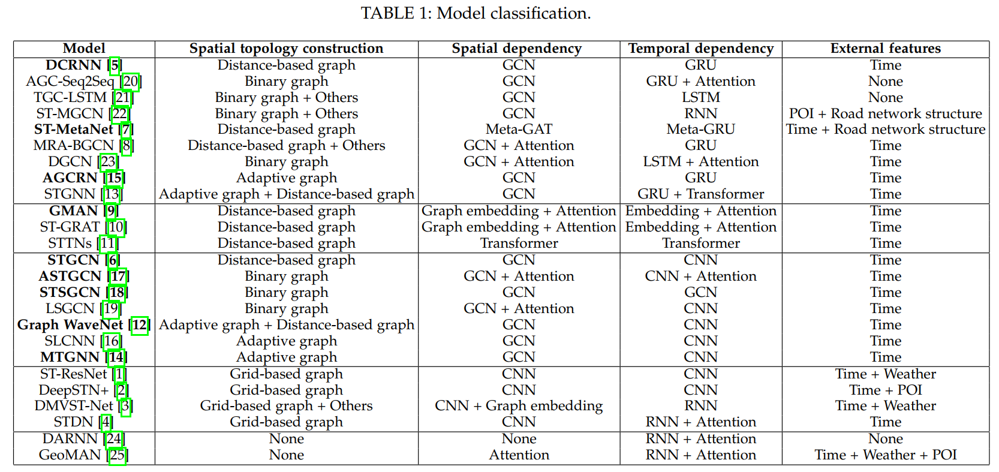 TABLE 1: Model classification.
Model Spatial topology construction Spatial dependency Temporal dependency External features
DCRNN [5] Distance-based graph GCN GRU Time
AGC-Seq2Seq [20] Binary graph GCN GRU + Attention None
TGC-LSTM [21] Binary graph + Others GCN LSTM None
ST-MGCN [22] Binary graph + Others GCN RNN POI + Road network structure
ST-MetaNet [7] Distance-based graph Meta-GAT Meta-GRU Time + Road network structure
MRA-BGCN [8] Distance-based graph + Others GCN + Attention GRU Time
DGCN [23] Binary graph GCN + Attention LSTM + Attention Time
AGCRN [15] Adaptive graph GCN GRU Time
STGNN [13] Adaptive graph + Distance-based graph GCN GRU + Transformer Time
GMAN [9] Distance-based graph Graph embedding + Attention Embedding + Attention Time
ST-GRAT [10] Distance-based graph Graph embedding + Attention Embedding + Attention Time
STTNs [11] Distance-based graph Transformer Transformer Time
STGCN [6] Distance-based graph GCN CNN Time
ASTGCN [17] Binary graph GCN + Attention CNN + Attention Time
STSGCN [18] Binary graph GCN GCN Time
LSGCN [19] Binary graph GCN + Attention CNN Time
Graph WaveNet [12] Adaptive graph + Distance-based graph GCN CNN Time
SLCNN [16] Adaptive graph GCN CNN Time
MTGNN [14] Adaptive graph GCN CNN Time
ST-ResNet [1] Grid-based graph CNN CNN Time + Weather
DeepSTN+ [2] Grid-based graph CNN CNN Time + POI
DMVST-Net [3] Grid-based graph + Others CNN + Graph embedding RNN Time + Weather
STDN [4] Grid-based graph CNN RNN + Attention Time
DARNN [24] None None RNN + Attention None
GeoMAN [25] None Attention RNN + Attention Time + Weather + POI